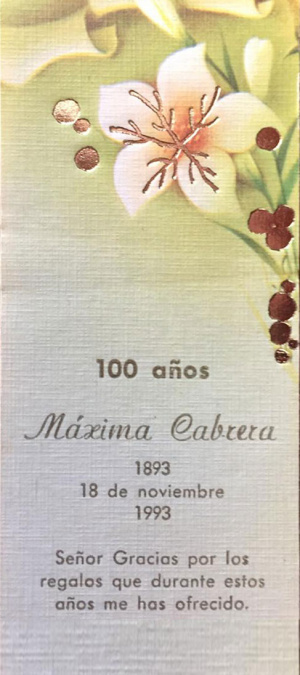 100 años
Máxima Cabrera
1893
18 de noviembre
1993
Señor Gracias por los
regalos que durante estos
años me has ofrecido.